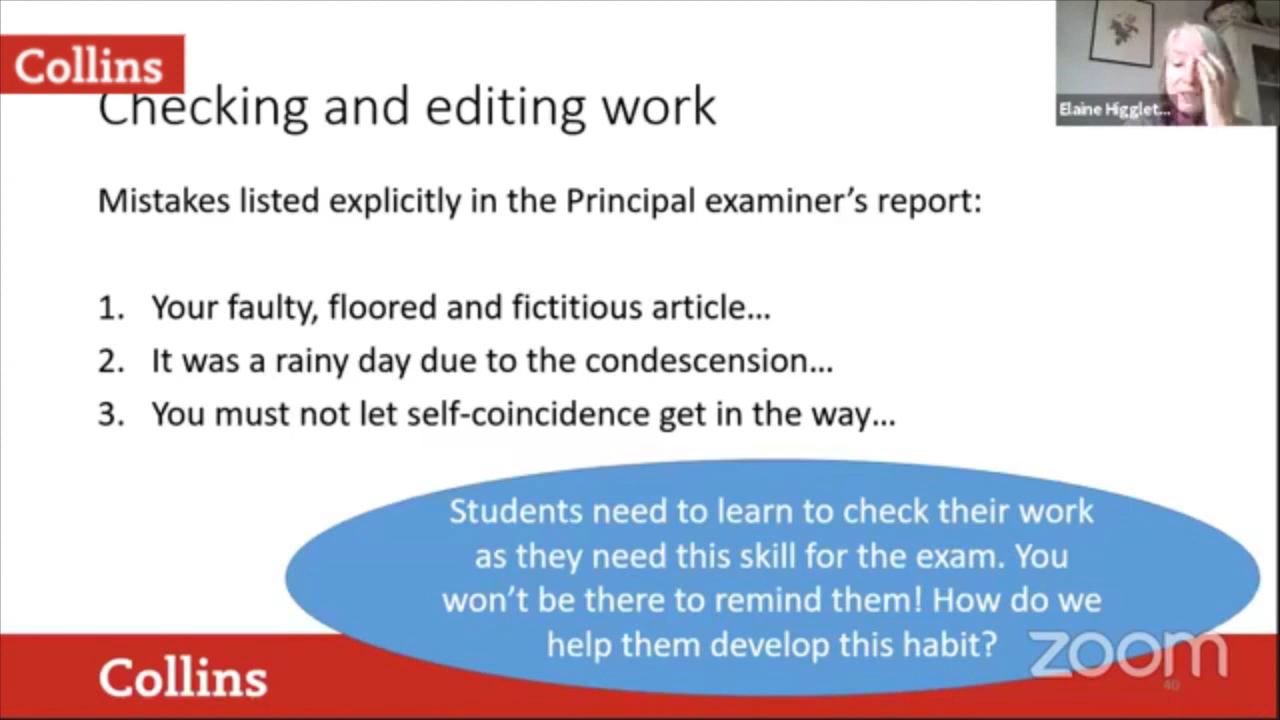 Collins
Checking and editing work
Elaine Higglet...
Mistakes listed explicitly in the Principal examiner’s report:
1. Your faulty, floored and fictitious article...
2. It was a rainy day due to the condescension...
3. You must not let self-coincidence get in the way...
Students need to learn to check their work
as they need this skill for the exam. You
won’t be there to remind them! How do we
help them develop this habit?
zoom
40
Collins